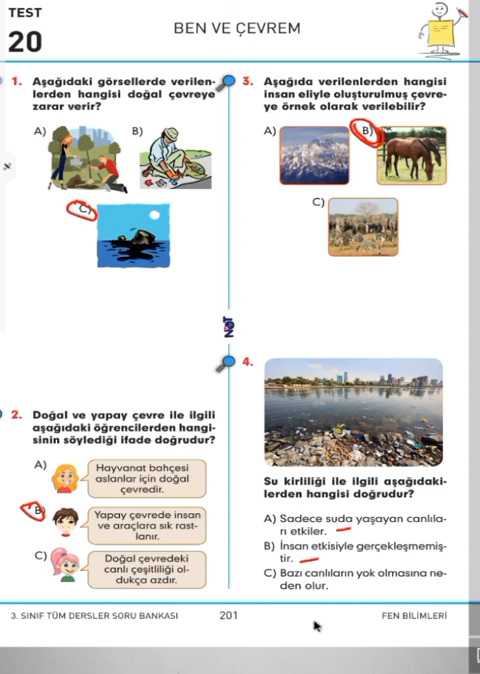 TEST
20
BEN VE ÇEVREM
1. Aşağıdaki görsellerde verilen-
lerden hangisi doğal çevreye
zarar verir?
A)
B)
C)
2. Doğal ve yapay çevre ile ilgili
aşağıdaki öğrencilerden hangi-
sinin söylediği ifade doğrudur?
A)
Hayvanat bahçesi
aslanlar için doğal
çevredir.
B)
Yapay çevrede insan
ve araçlara sık rast-
lanır.
C)
Doğal çevredeki
canlı çeşitliliği ol-
dukça azdır.
3. Aşağıda verilenlerden hangisi
insan eliyle oluşturulmuş çevre-
ye örnek olarak verilebilir?
A)
B)
C)
4.
Su kirliliği ile ilgili aşağıdaki-
lerden hangisi doğrudur?
A) Sadece suda yaşayan canlıla-
rı etkiler.
B) İnsan etkisiyle gerçekleşmemiş-
tir.
C) Bazı canlıların yok olmasına ne-
den olur.
3. SINIF TÜM DERSLER SORU BANKASI
201
FEN BİLİMLERİ